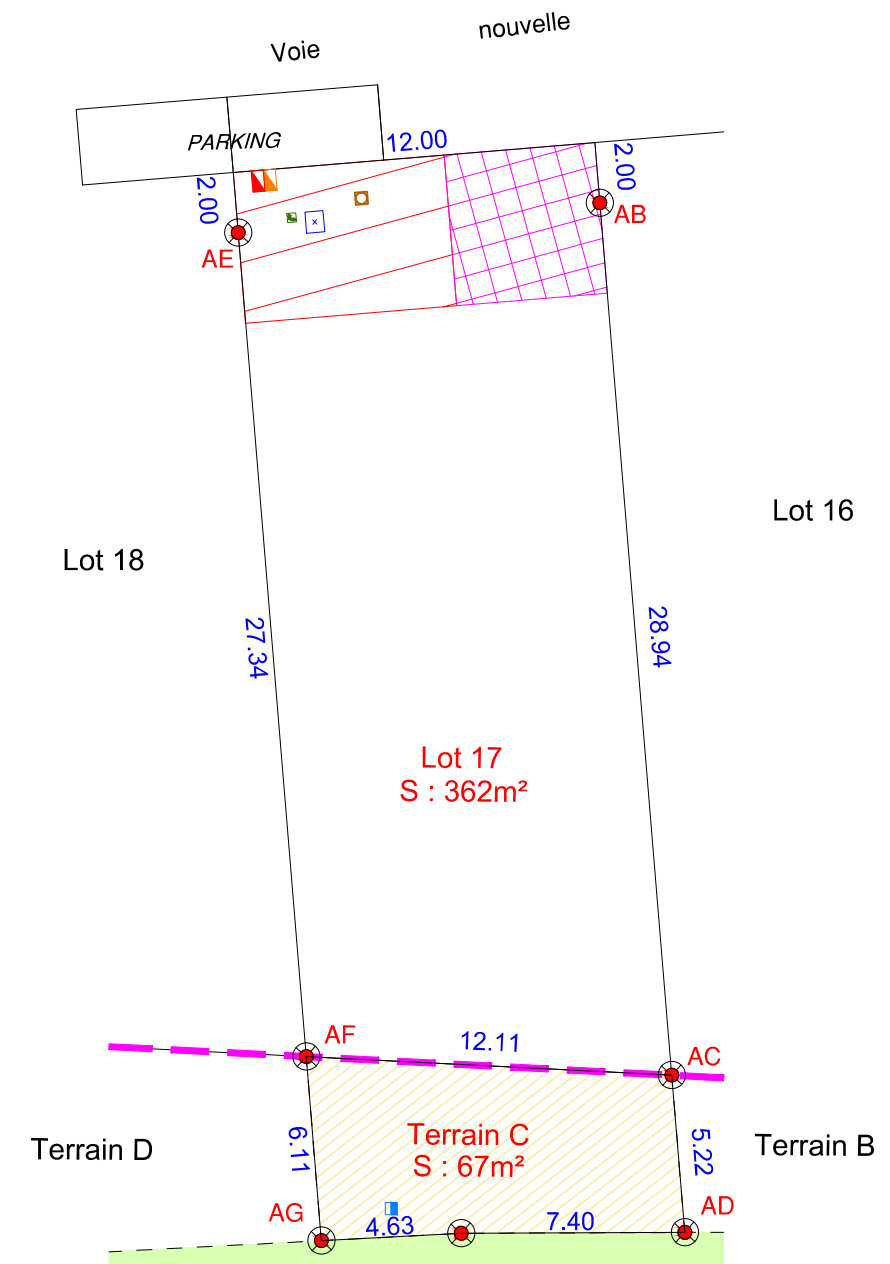 Voie
nouvelle
PARKING
12.00
2.00
2.00
AE
AB
Lot 16
Lot 18
27.34
28.94
Lot 17
S : 362m²
AF
12.11
AC
Terrain D
6.11
Terrain C
S : 67m²
5.22
Terrain B
AG
4.63
7.40
AD